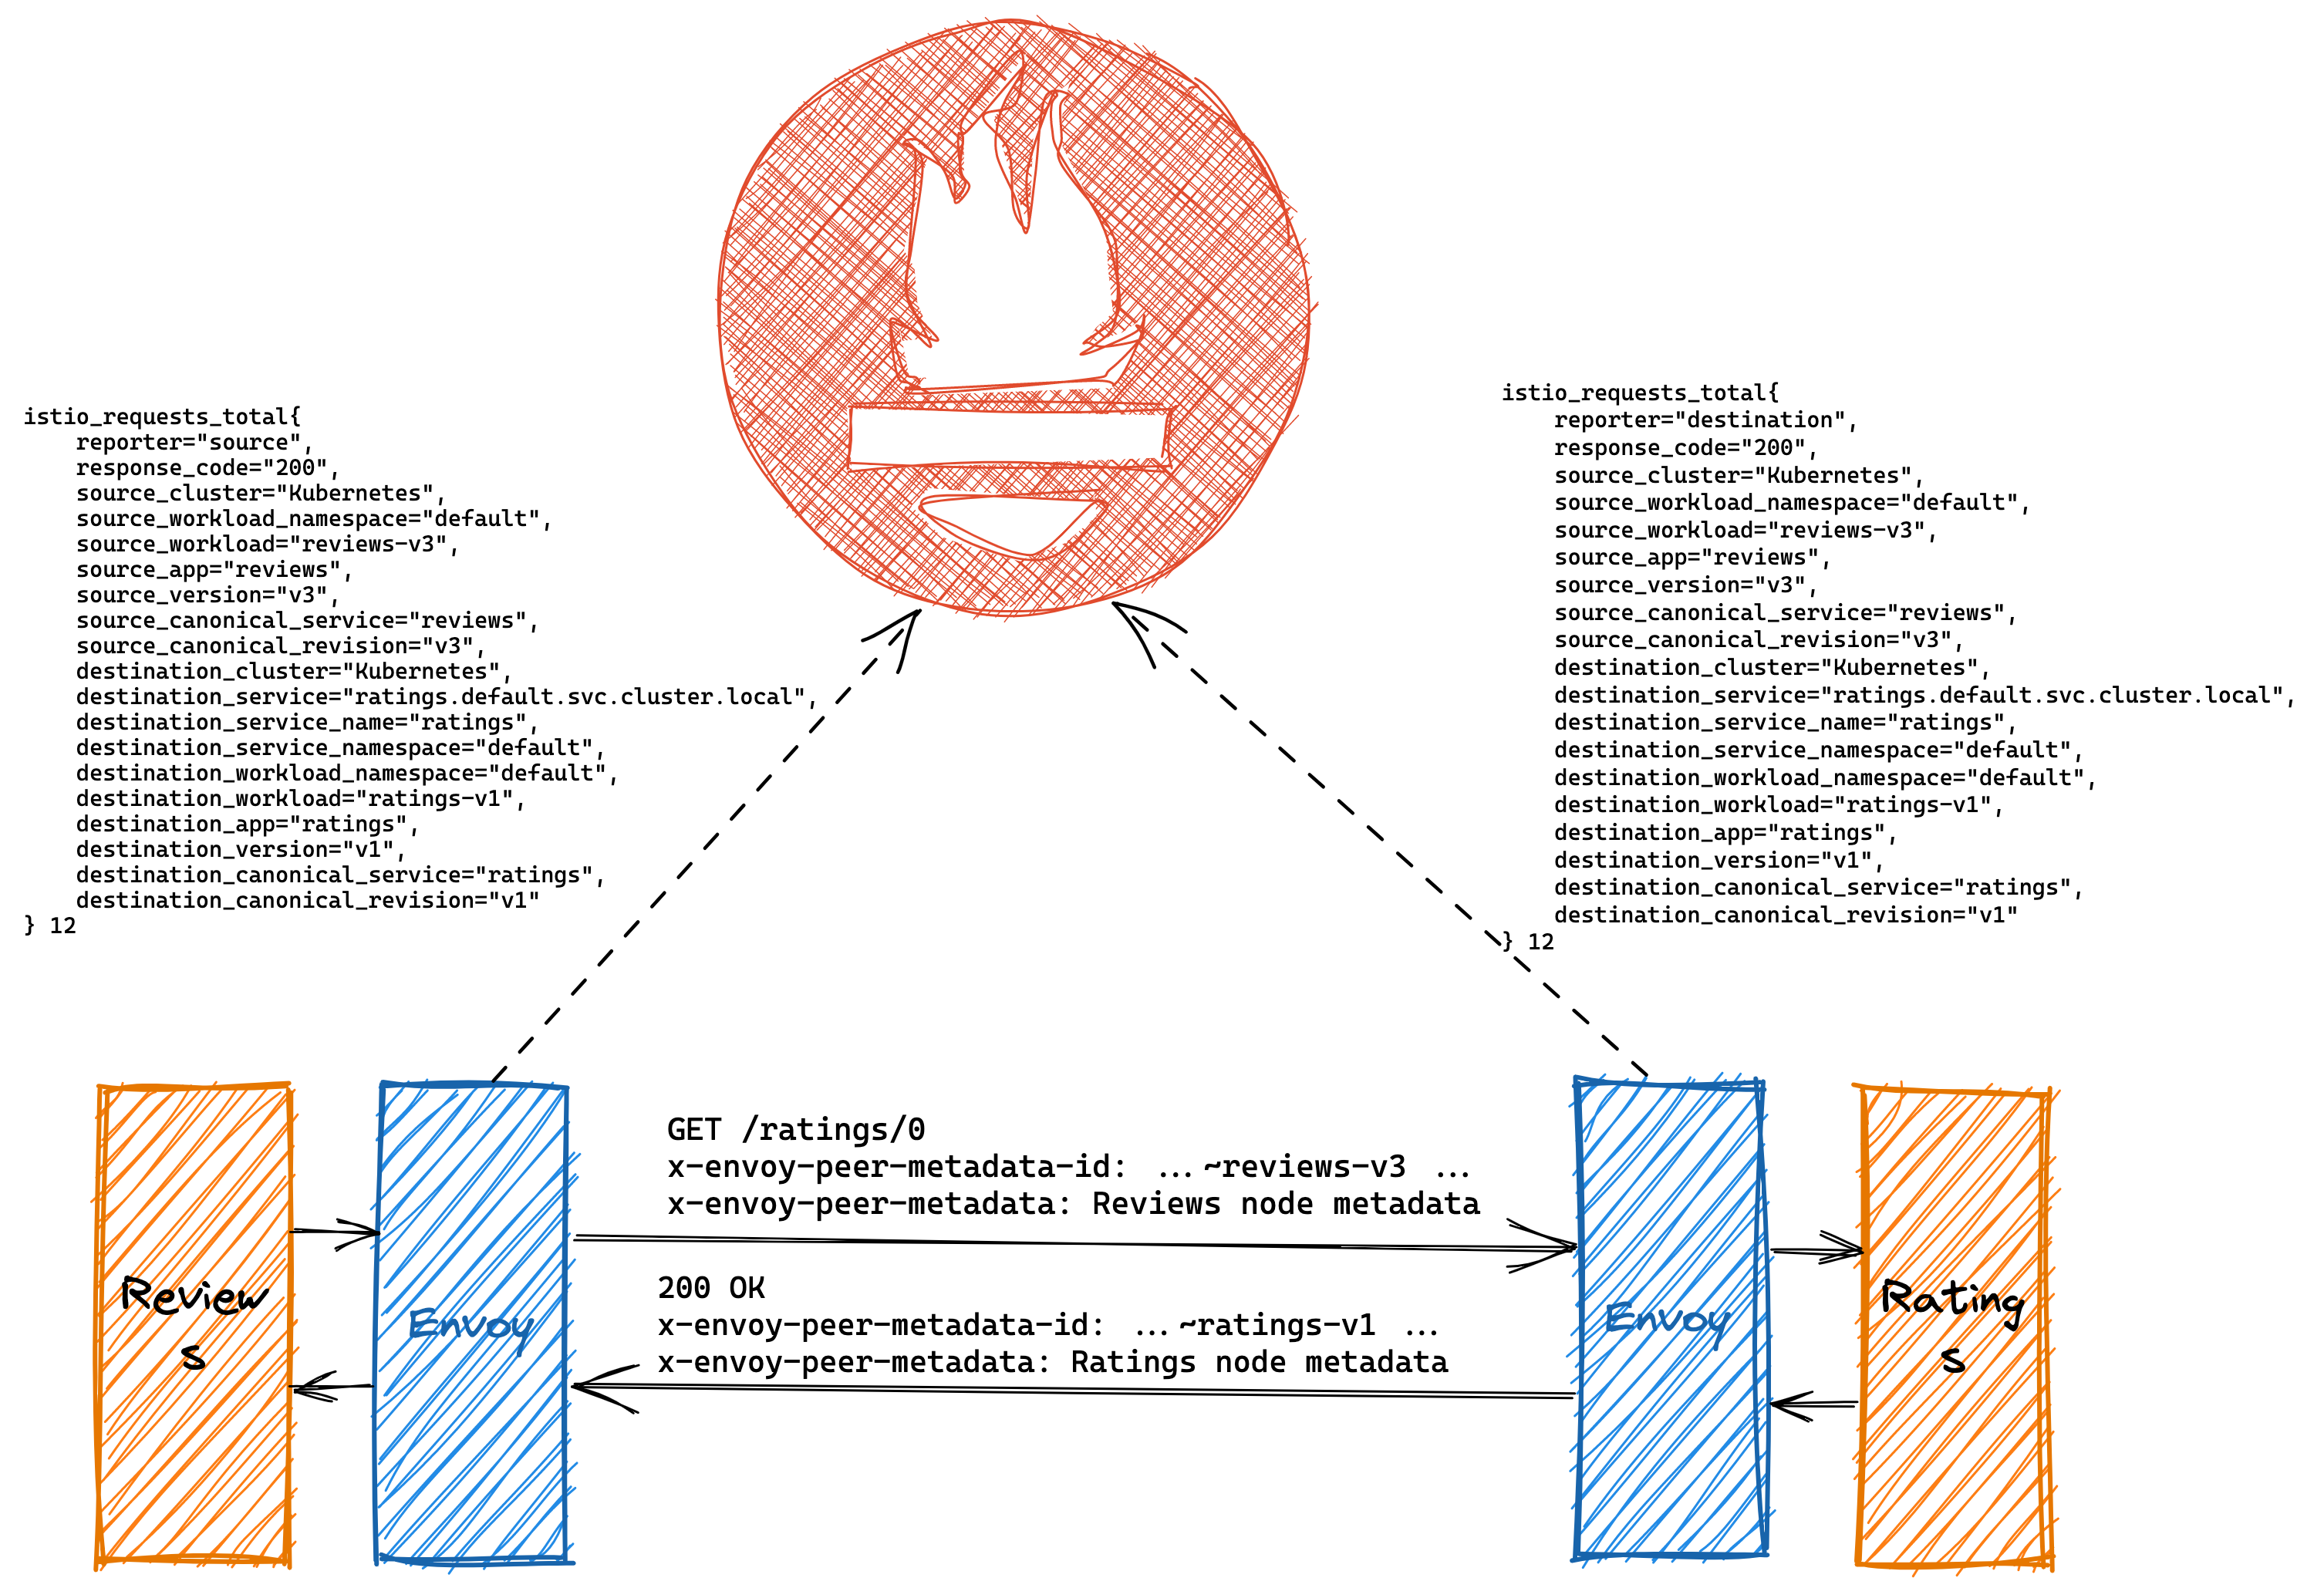 istio_requests_total{
    reporter="source",
    response_code="200",
    source_cluster="Kubernetes",
    source_workload_namespace="default",
    source_workload="reviews-v3",
    source_app="reviews",
    source_version="v3",
    source_canonical_service="reviews",
    source_canonical_revision="v3",
    destination_cluster="Kubernetes",
    destination_service="ratings.default.svc.cluster.local",
    destination_service_name="ratings",
    destination_service_namespace="default",
    destination_workload_namespace="default",
    destination_workload="ratings-v1",
    destination_app="ratings",
    destination_version="v1",
    destination_canonical_service="ratings",
    destination_canonical_revision="v1"
} 12
istio_requests_total{
    reporter="destination",
    response_code="200",
    source_cluster="Kubernetes",
    source_workload_namespace="default",
    source_workload="reviews-v3",
    source_app="reviews",
    source_version="v3",
    source_canonical_service="reviews",
    source_canonical_revision="v3",
    destination_cluster="Kubernetes",
    destination_service="ratings.default.svc.cluster.local",
    destination_service_name="ratings",
    destination_service_namespace="default",
    destination_workload_namespace="default",
    destination_workload="ratings-v1",
    destination_app="ratings",
    destination_version="v1",
    destination_canonical_service="ratings",
    destination_canonical_revision="v1"
} 12
Review
s
Envoy
GET /ratings/0
x-envoy-peer-metadata-id: ...~reviews-v3 ...
x-envoy-peer-metadata: Reviews node metadata
200 OK
x-envoy-peer-metadata-id: ...~ratings-v1 ...
x-envoy-peer-metadata: Ratings node metadata
Envoy
Rating
s